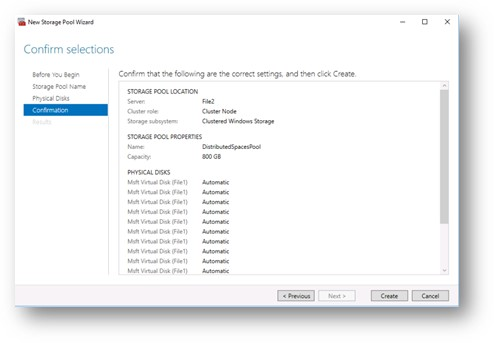 New Storage Pool Wizard
Confirm selections
Before You Begin
Storage Pool Name
Physical Disks
Confirmation
Results
Confirm that the following are the correct settings, and then click Create.
STORAGE POOL LOCATION
Server: File2
Cluster role: Cluster Node
Storage subsystem: Clustered Windows Storage
STORAGE POOL PROPERTIES
Name: DistributedSpacesPool
Capacity: 800 GB
PHYSICAL DISKS
Msft Virtual Disk (File1) Automatic
Msft Virtual Disk (File1) Automatic
Msft Virtual Disk (File1) Automatic
Msft Virtual Disk (File1) Automatic
Msft Virtual Disk (File1) Automatic
Msft Virtual Disk (File1) Automatic
Msft Virtual Disk (File1) Automatic
Msft Virtual Disk (File1) Automatic
Msft Virtual Disk (File1) Automatic
Msft Virtual Disk (File1) Automatic
< Previous Next > Create Cancel